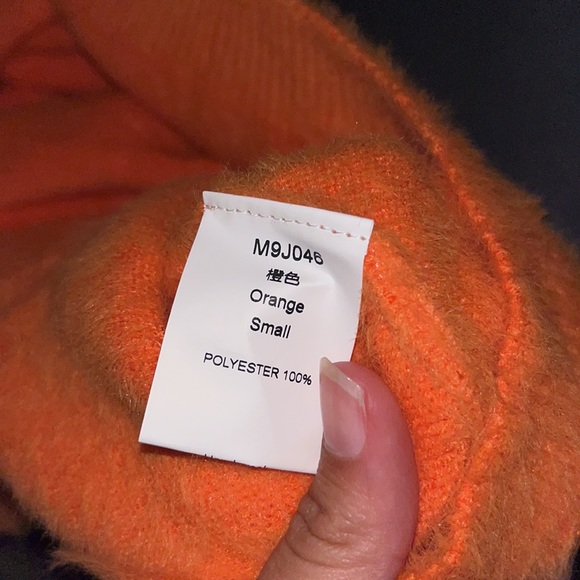 M9J046
橙色
Orange
Small
POLYESTER 100%